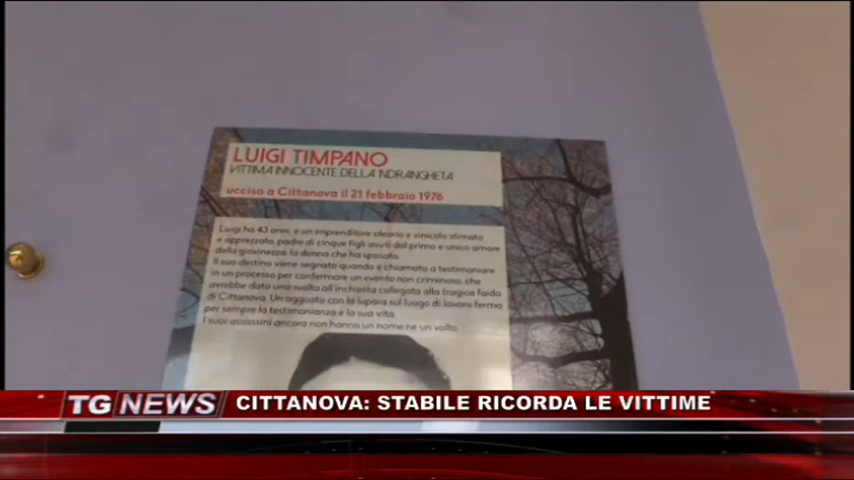 LUIGI TIMPANO
VITTIMA INNOCENTE DELLA 'NDRANGHETA
ucciso a Cittanova il 21 febbraio 1976
Luigi ha 43 anni, è un imprenditore oleario e vinicolo stimato
e apprezzato, padre di cinque figli avuti dal primo e unico amore
della giovinezza: la donna che ha sposato.
Il suo destino viene segnato quando è chiamato a testimoniare
in un processo per confermare un evento non criminoso, che
avrebbe dato una svolta all'inchiesta collegata alla tragica faida
di Cittanova. Un agguato con la lupara sul luogo di lavoro ferma
per sempre la testimonianza e la sua vita.
I suoi assassini ancora non hanno un nome né un volto.
TG NEWS CITTANOVA: STABILE RICORDA LE VITTIME